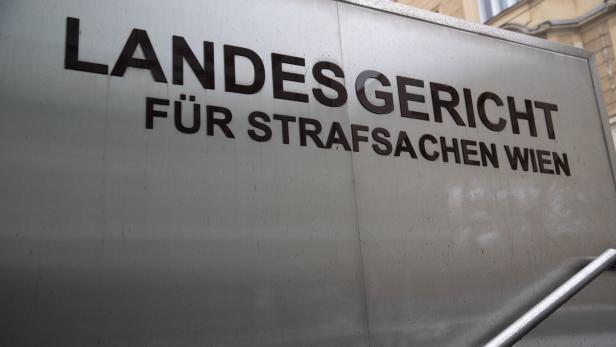 LANDESGERICHT
FÜR STRAFSACHEN WIEN